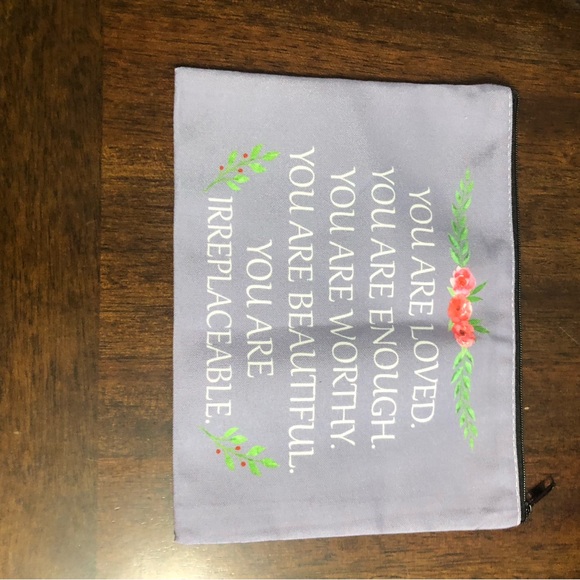 YOU ARE LOVED.
YOU ARE ENOUGH.
YOU ARE WORTHY.
YOU ARE BEAUTIFUL.
YOU ARE
IRREPLACEABLE.